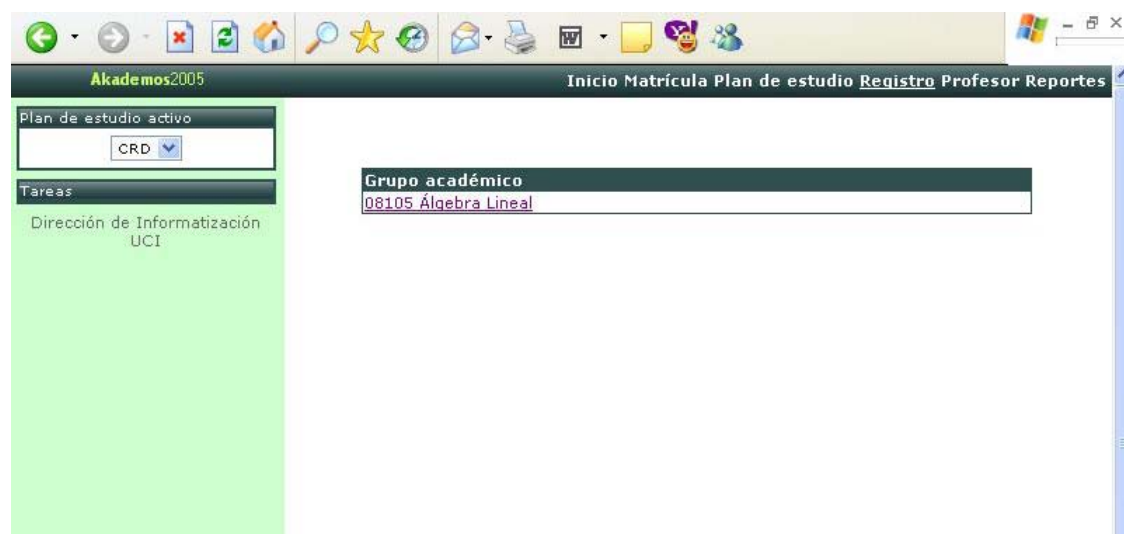 Akademos2005
Inicio Matrícula Plan de estudio Registro Profesor Reportes
Plan de estudio activo
CRD
Tareas
Dirección de Informatización
UCI
Grupo académico
08105 Álgebra Lineal